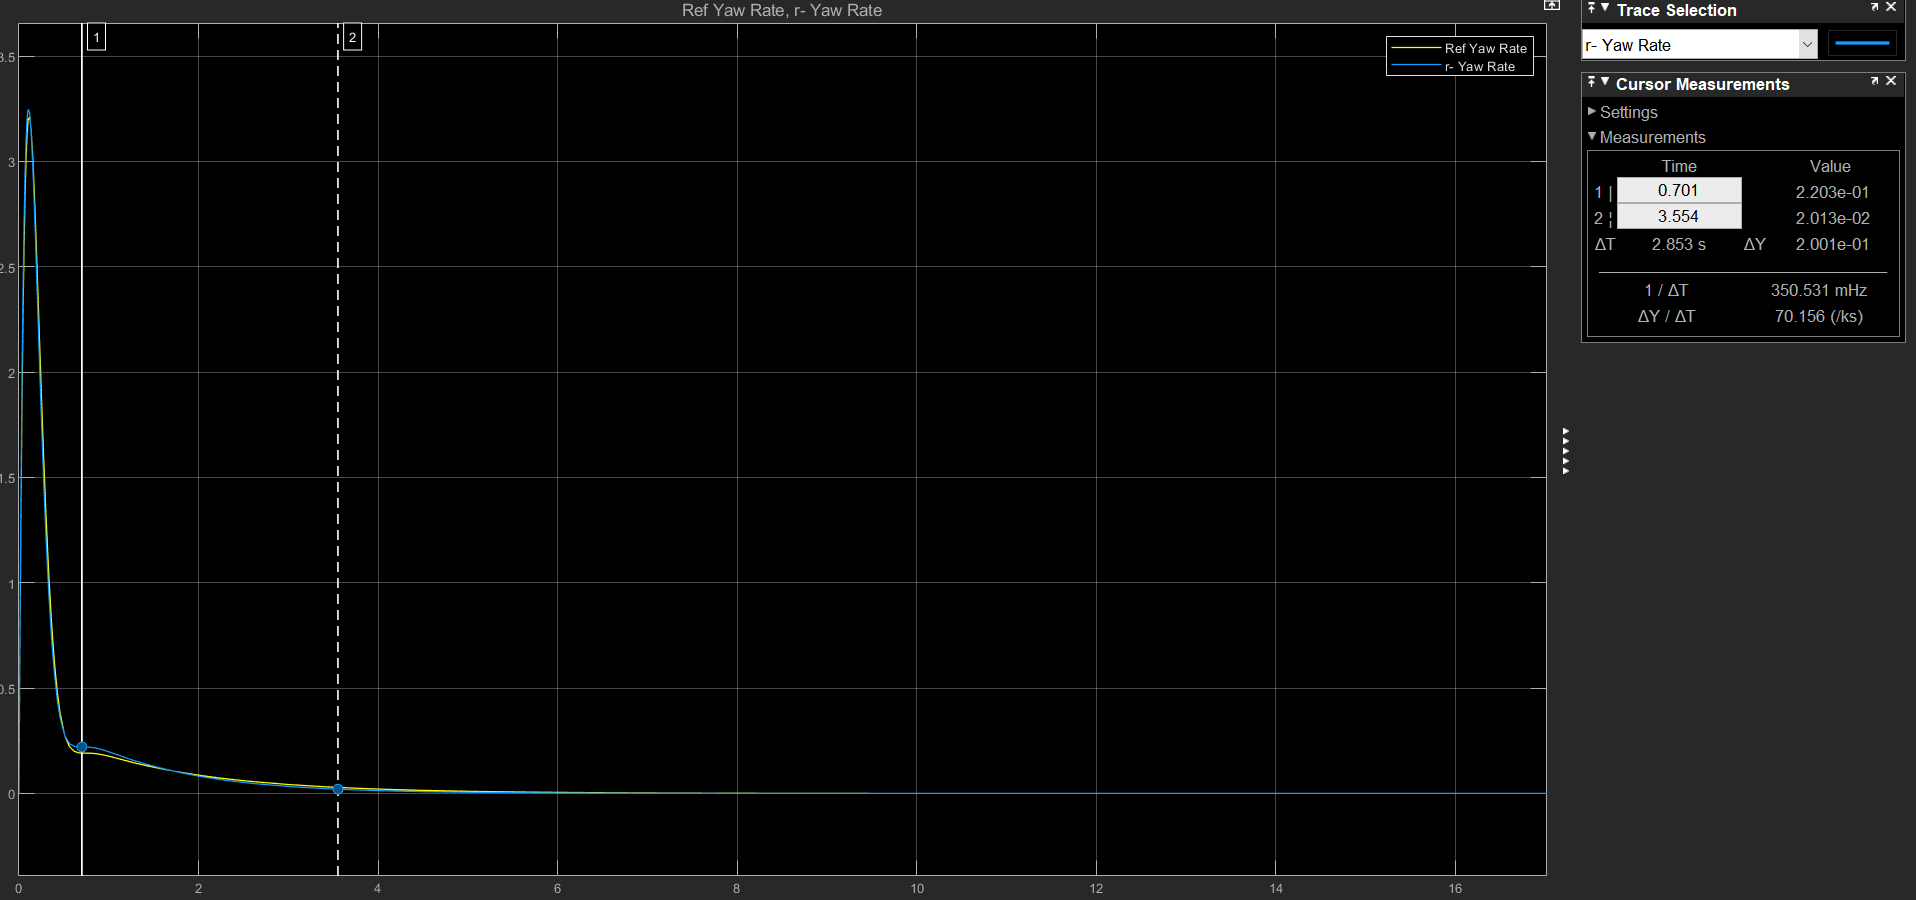 Ref Yaw Rate, r- Yaw Rate
1
2
Ref Yaw Rate
r- Yaw Rate
3.5
3
2.5
2
1.5
1
0.5
0
0 2 4 6 8 10 12 14 16
Trace Selection
r- Yaw Rate
Cursor Measurements
Settings
Measurements
Time Value
1 | 0.701 2.203e-01
2 ¦ 3.554 2.013e-02
ΔT 2.853 s ΔY 2.001e-01
1 / ΔT 350.531 mHz
ΔY / ΔT 70.156 (/ks)